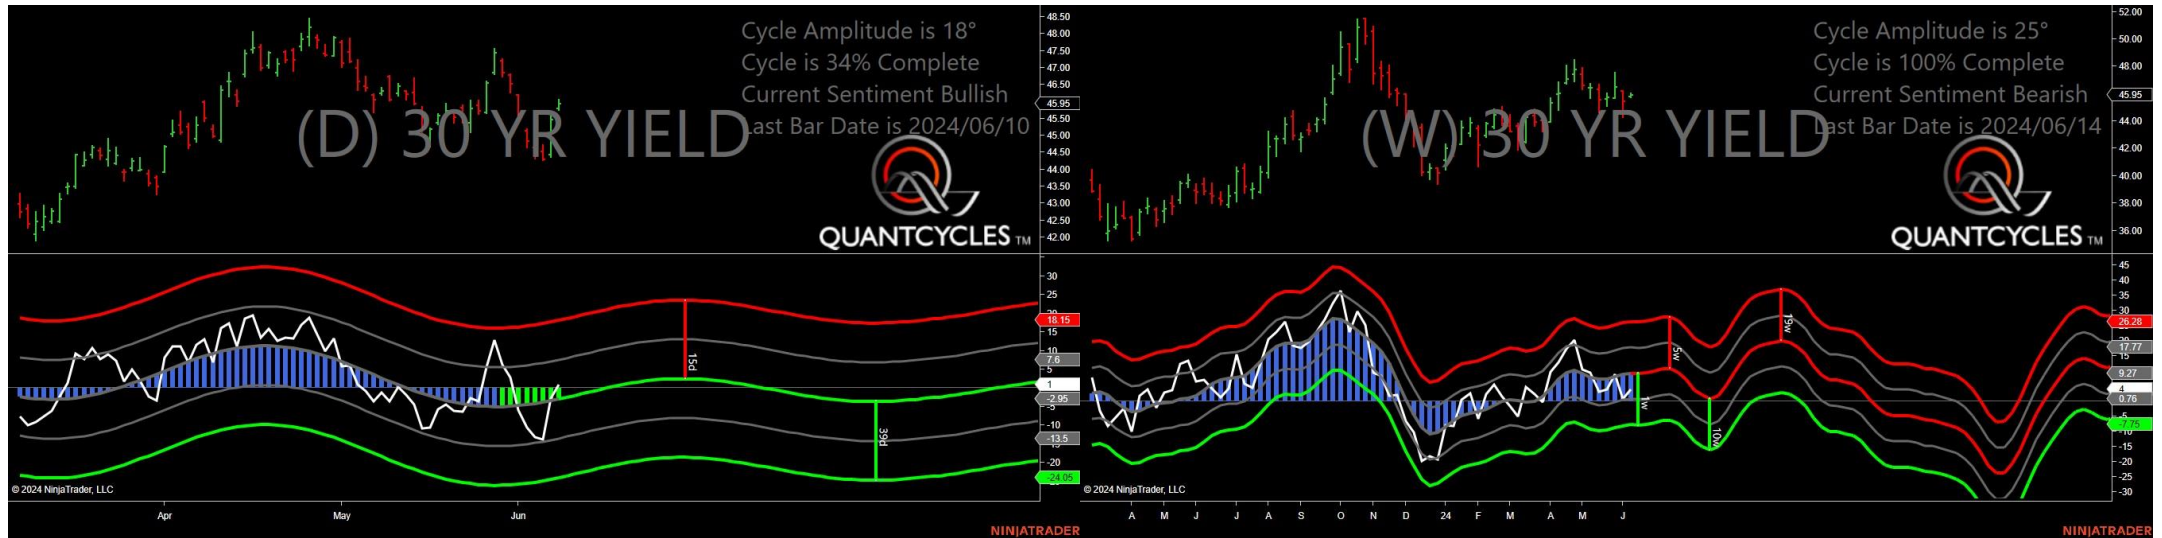 Cycle Amplitude is 18°
Cycle is 34% Complete
Current Sentiment Bullish
Last Bar Date is 2024/06/10
(D) 30 YR YIELD
QUANTCYCLES TM
48.50
48.00
47.50
47.00
46.50
45.95
45.50
45.00
44.50
44.00
43.50
43.00
42.50
42.00
30
25
18.15
15
10
7.6
5
1
-2.95
-5
-10
-13.5
-20
-24.05
15d
39d
© 2024 NinjaTrader, LLC
Apr May Jun
NINJATRADER
Cycle Amplitude is 25°
Cycle is 100% Complete
Current Sentiment Bearish
Last Bar Date is 2024/06/14
(W) 30 YR YIELD
QUANTCYCLES TM
52.00
50.00
48.00
45.95
44.00
42.00
40.00
38.00
36.00
45
40
35
30
26.28
17.77
15
9.27
4
0.76
-7.75
-15
-20
-25
-30
5w
19w
1w
10w
© 2024 NinjaTrader, LLC
A M J J A S O N D 24 F M A M J
NINJATRADER